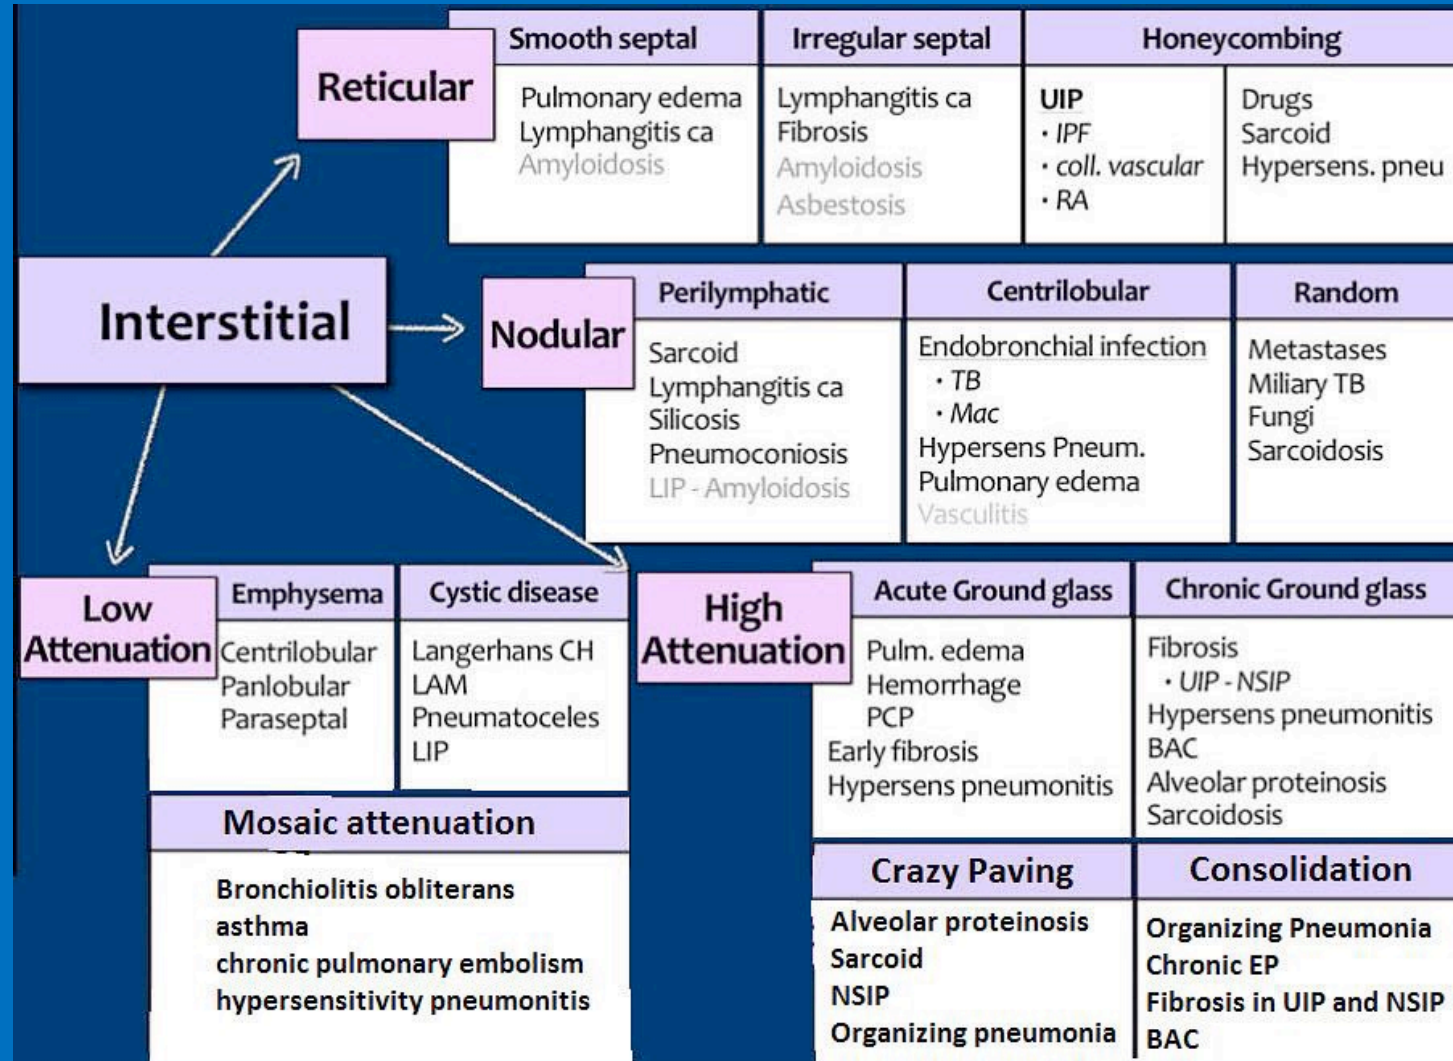 Reticular
Smooth septal
Pulmonary edema
Lymphangitis ca
Amyloidosis
Irregular septal
Lymphangitis ca
Fibrosis
Amyloidosis
Asbestosis
Honeycombing
UIP
· IPF
· coll. vascular
· RA
Drugs
Sarcoid
Hypersens. pneu
Interstitial
Nodular
Perilymphatic
Sarcoid
Lymphangitis ca
Silicosis
Pneumoconiosis
LIP - Amyloidosis
Centrilobular
Endobronchial infection
· TB
· Mac
Hypersens Pneum.
Pulmonary edema
Vasculitis
Random
Metastases
Miliary TB
Fungi
Sarcoidosis
Low
Attenuation
Emphysema
Centrilobular
Panlobular
Paraseptal
Cystic disease
Langerhans CH
LAM
Pneumatoceles
LIP
Mosaic attenuation
Bronchiolitis obliterans
asthma
chronic pulmonary embolism
hypersensitivity pneumonitis
High
Attenuation
Acute Ground glass
Pulm. edema
Hemorrhage
PCP
Early fibrosis
Hypersens pneumonitis
Chronic Ground glass
Fibrosis
· UIP - NSIP
Hypersens pneumonitis
BAC
Alveolar proteinosis
Sarcoidosis
Crazy Paving
Alveolar proteinosis
Sarcoid
NSIP
Organizing pneumonia
Consolidation
Organizing Pneumonia
Chronic EP
Fibrosis in UIP and NSIP
BAC